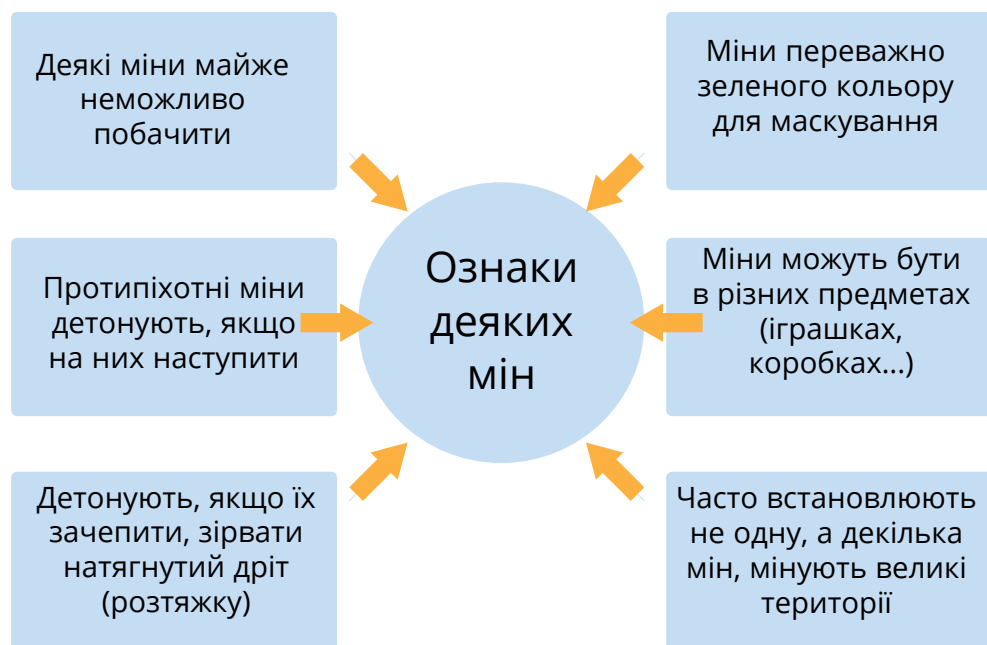 Деякі міни майже
неможливо
побачити
Міни переважно
зеленого кольору
для маскування
Протипіхотні міни
детонують, якщо
на них наступити
Ознаки
деяких
мін
Міни можуть бути
в різних предметах
(іграшках,
коробках...)
Детонують, якщо їх
зачепити, зірвати
натягнутий дріт
(розтяжку)
Часто встановлюють
не одну, а декілька
мін, мінують великі
території